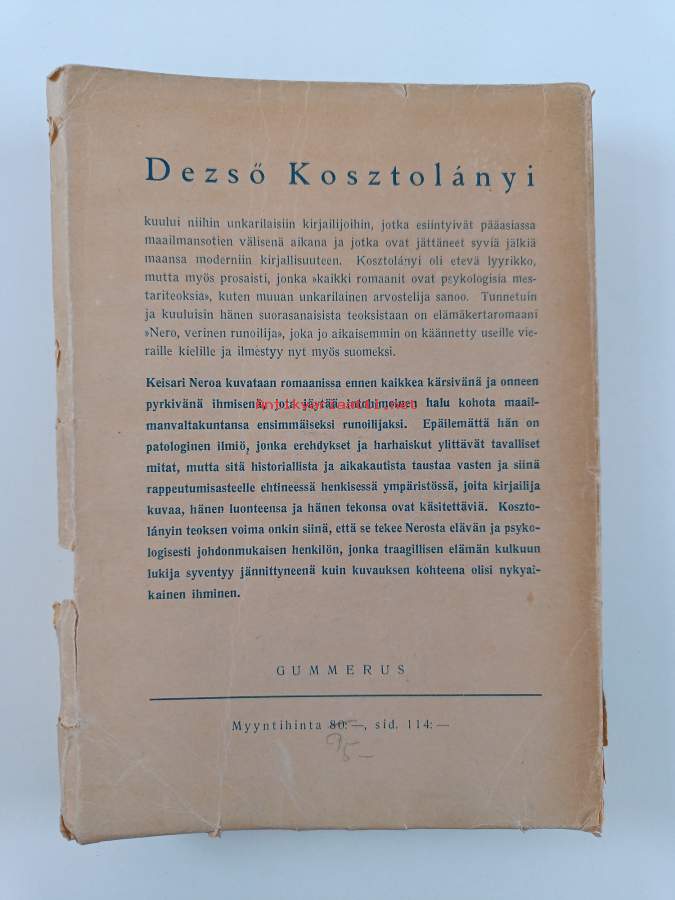 Dezső Kosztolányi
kuului niihin unkarilaisiin kirjailijoihin, jotka esiintyivät pääasiassa
maailmansotien välisenä aikana ja jotka ovat jättäneet syviä jälkiä
maansa moderniin kirjallisuuteen. Kosztolányi oli etevä lyyrikko,
mutta myös prosaisti, jonka »kaikki romaanit ovat psykologisia mes-
tariteoksia», kuten muuan unkarilainen arvostelija sanoo. Tunnetuin
ja kuuluisin hänen suorasanaisista teoksistaan on elämäkertaromaani
»Nero, verinen runoilija», joka jo aikaisemmin on käännetty useille vie-
raille kielille ja ilmestyy nyt myös suomeksi.
Keisari Neroa kuvataan romaanissa ennen kaikkea kärsivänä ja onneen
pyrkivänä ihmisenä, jota jäytää intohimoinen halu kohota maail-
antikvariaatti.net
manvaltakuntansa ensimmäiseksi runoilijaksi. Epäilemättä hän on
patologinen ilmiö, jonka erehdykset ja harhaiskut ylittävät tavalliset
mitat, mutta sitä historiallista ja aikakautista taustaa vasten ja siinä
rappeutumisasteelle ehtineessä henkisessä ympäristössä, joita kirjailija
kuvaa, hänen luonteensa ja hänen tekonsa ovat käsitettäviä. Koszto-
lányin teoksen voima onkin siinä, että se tekee Nerosta elävän ja psyko-
logisesti johdonmukaisen henkilön, jonka traagillisen elämän kulkuun
lukija syventyy jännittyneenä kuin kuvauksen kohteena olisi nykyai-
kainen ihminen.
GUMMERUS
Myyntihinta 80:—, sid. 114:—
95—